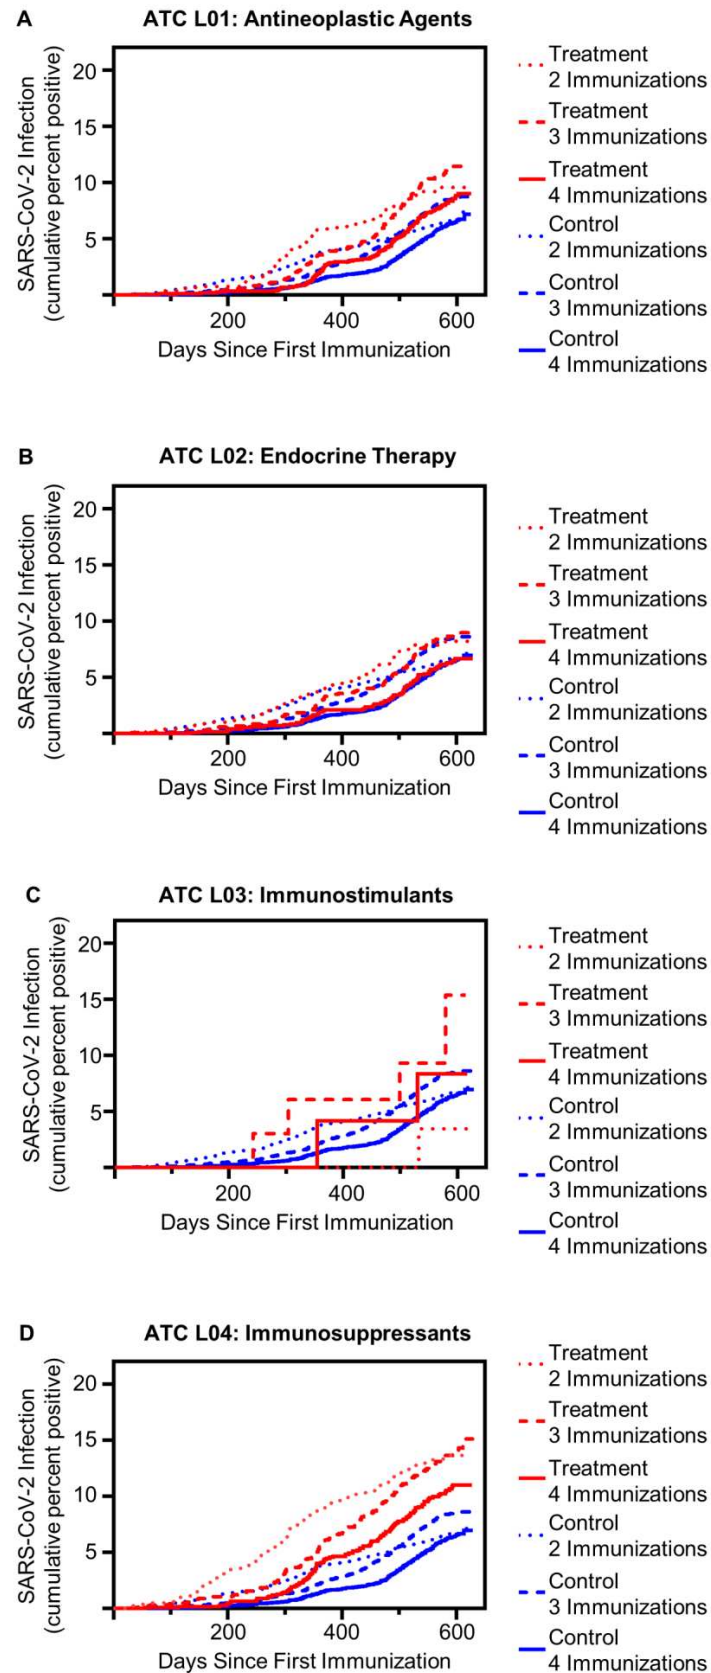 A
ATC L01: Antineoplastic Agents
SARS-CoV-2 Infection
(cumulative percent positive)
20
15
10
5
200
400
600
Days Since First Immunization
Treatment
2 Immunizations
Treatment
3 Immunizations
Treatment
4 Immunizations
Control
2 Immunizations
Control
3 Immunizations
Control
4 Immunizations
B
ATC L02: Endocrine Therapy
SARS-CoV-2 Infection
(cumulative percent positive)
20
15
10
5
200
400
600
Days Since First Immunization
Treatment
2 Immunizations
Treatment
3 Immunizations
Treatment
4 Immunizations
Control
2 Immunizations
Control
3 Immunizations
Control
4 Immunizations
C
ATC L03: Immunostimulants
SARS-CoV-2 Infection
(cumulative percent positive)
20
15
10
5
200
400
600
Days Since First Immunization
Treatment
2 Immunizations
Treatment
3 Immunizations
Treatment
4 Immunizations
Control
2 Immunizations
Control
3 Immunizations
Control
4 Immunizations
D
ATC L04: Immunosuppressants
SARS-CoV-2 Infection
(cumulative percent positive)
20
15
10
5
200
400
600
Days Since First Immunization
Treatment
2 Immunizations
Treatment
3 Immunizations
Treatment
4 Immunizations
Control
2 Immunizations
Control
3 Immunizations
Control
4 Immunizations